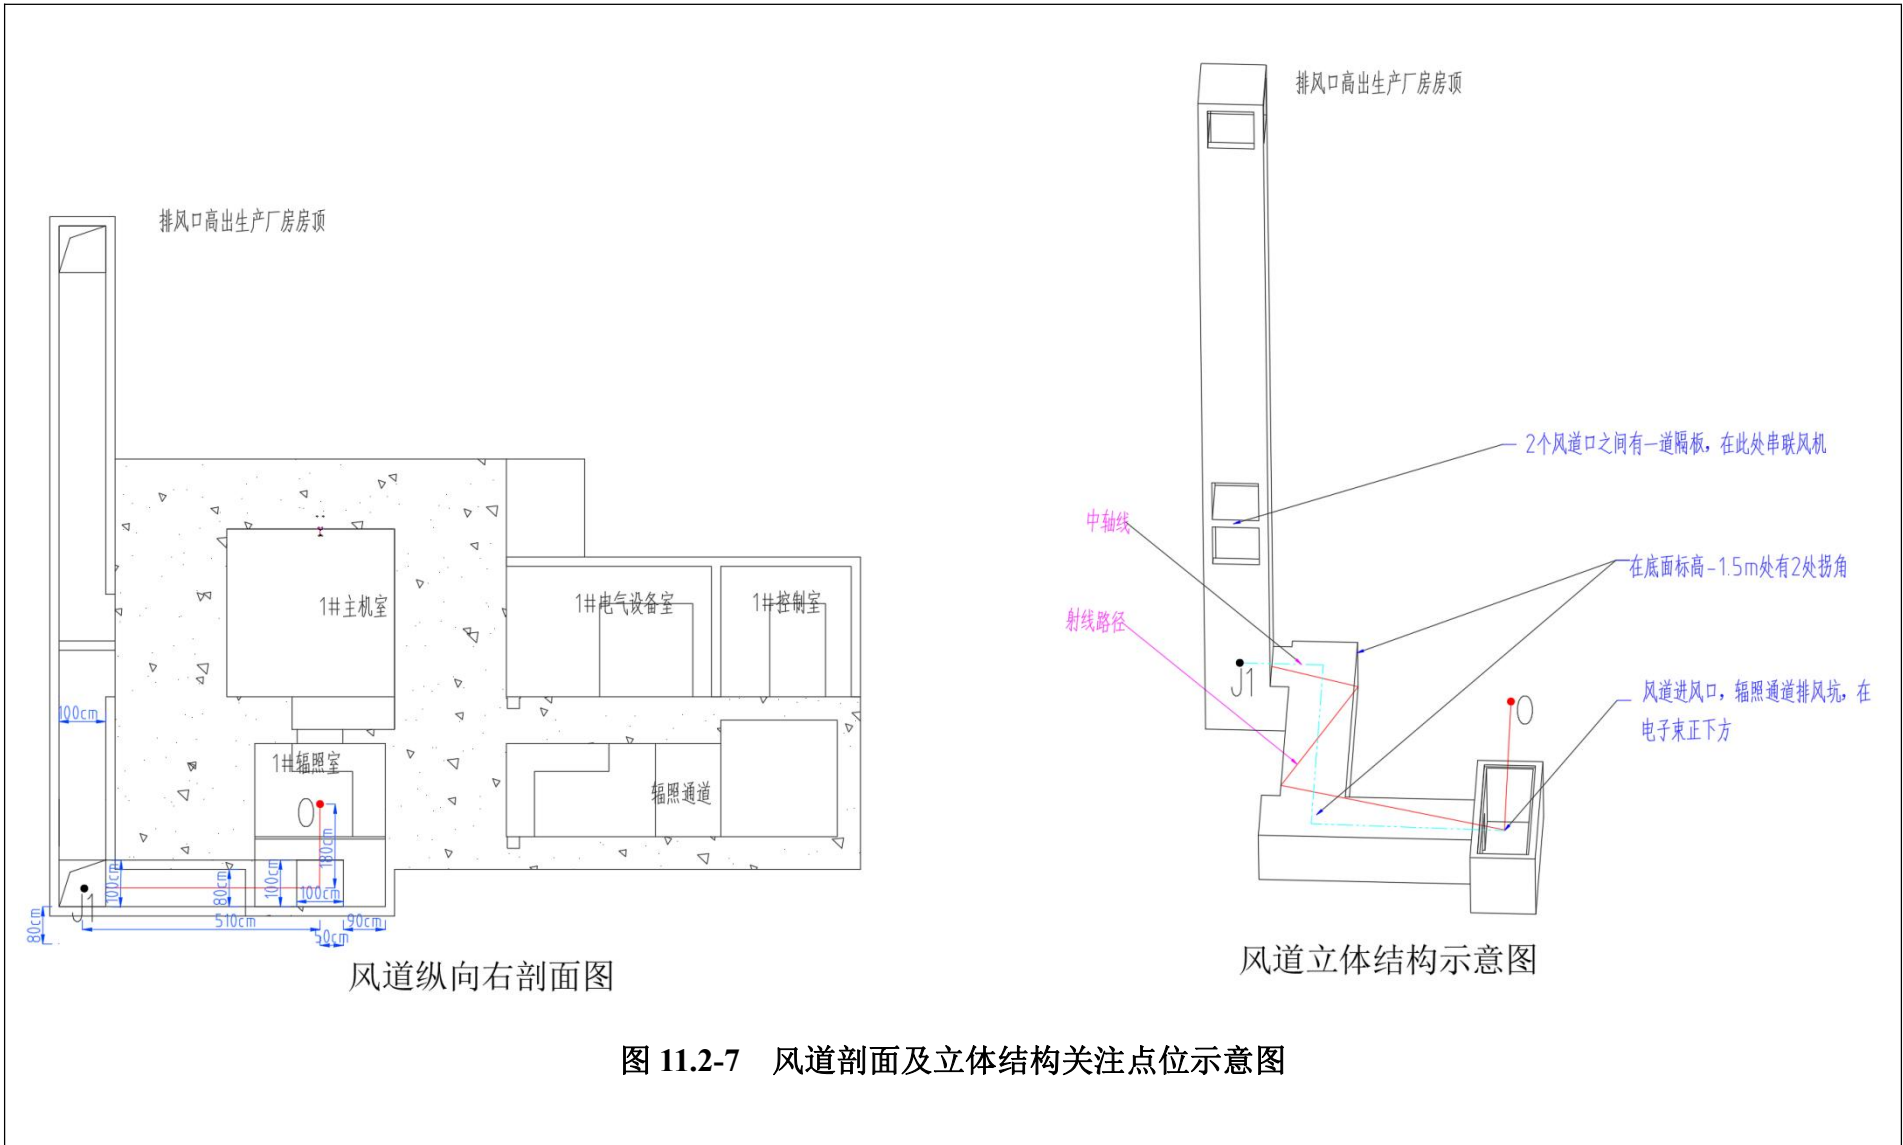 排风口高出生产厂房房顶
1#主机室
1#电气设备室
1#控制室
100cm
1#辐照室
O
辐照通道
180cm
100cm
80cm
100cm
100cm
J1
80cm
510cm
90cm
50cm
风道纵向右剖面图
排风口高出生产厂房房顶
2个风道口之间有一道隔板，在此处串联风机
中轴线
在底面标高-1.5m处有2处拐角
射线路径
J1
O
风道进风口，辐照通道排风坑，在
电子束正下方
风道立体结构示意图
图 11.2-7 风道剖面及立体结构关注点位示意图